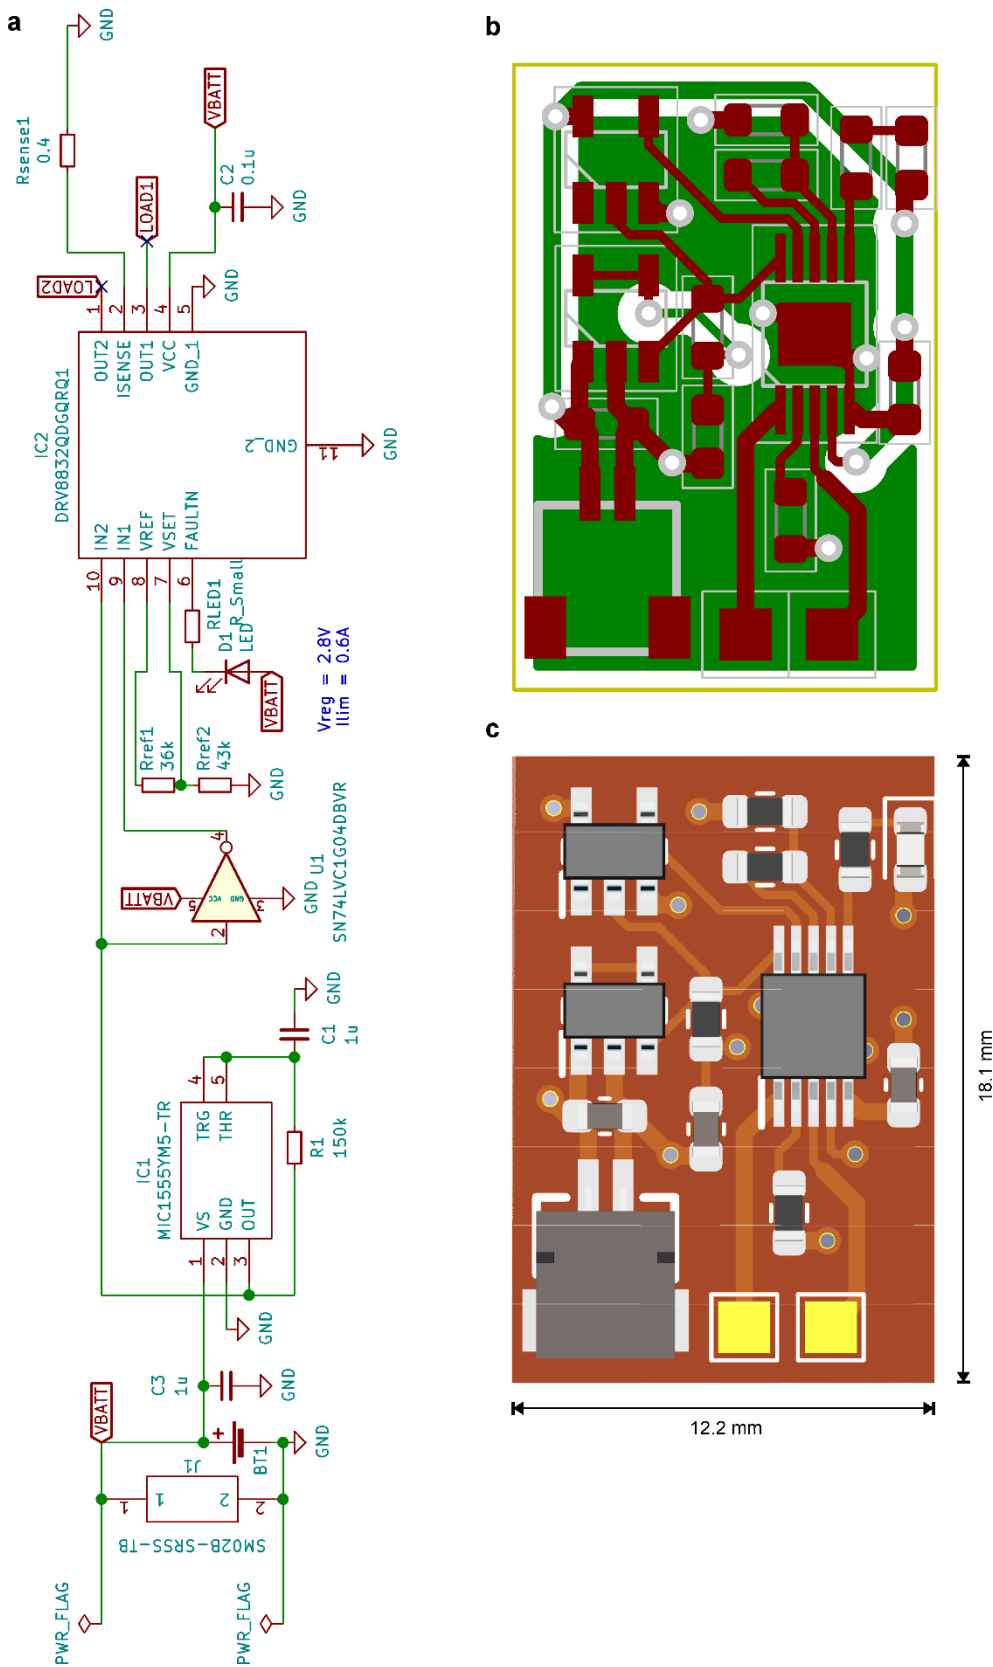 a
GND
Rsense1
0.4
VBATT
C2
0.1u
GND
LOAD1
LOAD2
GND
1
2
3
4
5
OUT2
ISENSE
OUT1
VCC
GND_1
IC2
DRV8832QDGQRQ1
GND_2
11
GND
IN2
IN1
VREF
VSET
FAULTN
10
9
8
7
6
RLED1
R_Small
D1
LED
VBATT
Vreg = 2.8V
Ilim = 0.6A
Rref1
36k
Rref2
43k
GND
4
U1
SN74LVC1G04DBVR
VBATT
5
VCC
GND
3
GND
2
GND
C1
1u
4
5
TRG
THR
IC1
MIC1555YM5-TR
R1
150k
VS
GND
OUT
1
2
3
GND
C3
1u
GND
VBATT
+
BT1
GND
J1
1
1
2
2
SM02B-SRSS-TB
PWR_FLAG
PWR_FLAG
b
c
18.1 mm
12.2 mm